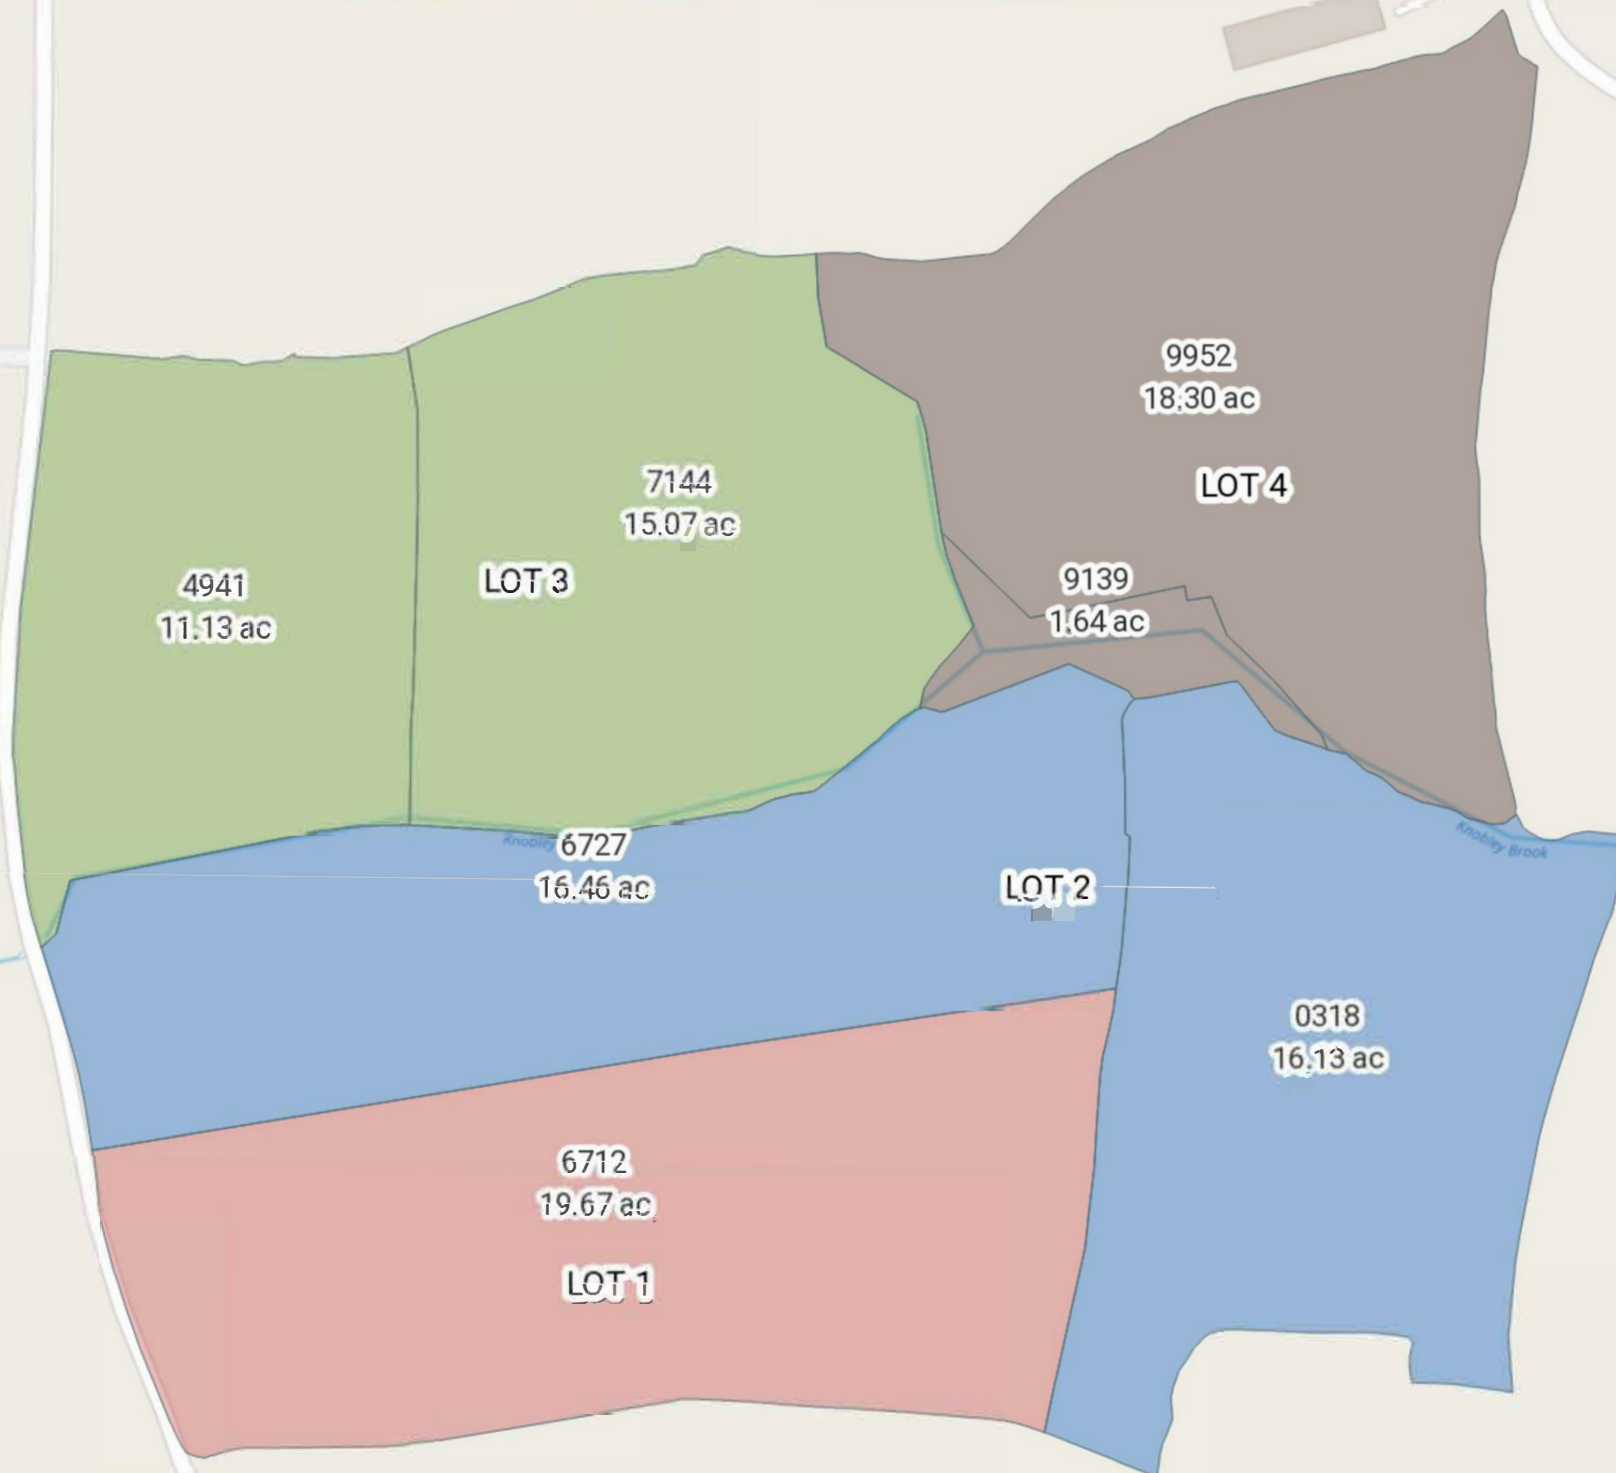 9952
18.30 ac
LOT 4
7144
15.07 ac
LOT 3
4941
11.13 ac
9139
1.64 ac
Knobley
6727
16.46 ac
Knobley Brook
LOT 2
0318
16.13 ac
6712
19.67 ac
LOT 1